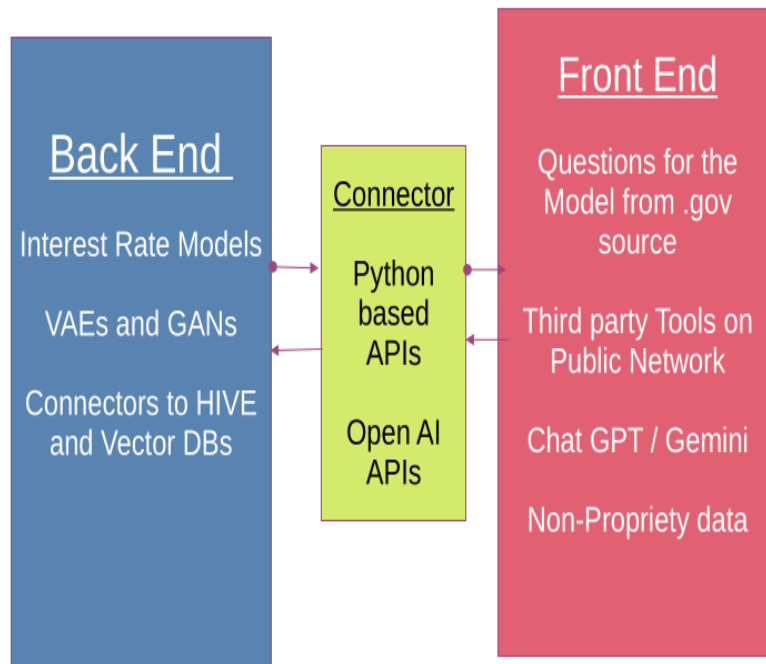 Back End
Interest Rate Models
VAEs and GANs
Connectors to HIVE
and Vector DBs
Connector
Python
based
APIs
Open AI
APIs
Front End
Questions for the
Model from .gov
source
Third party Tools on
Public Network
Chat GPT / Gemini
Non-Propriety data